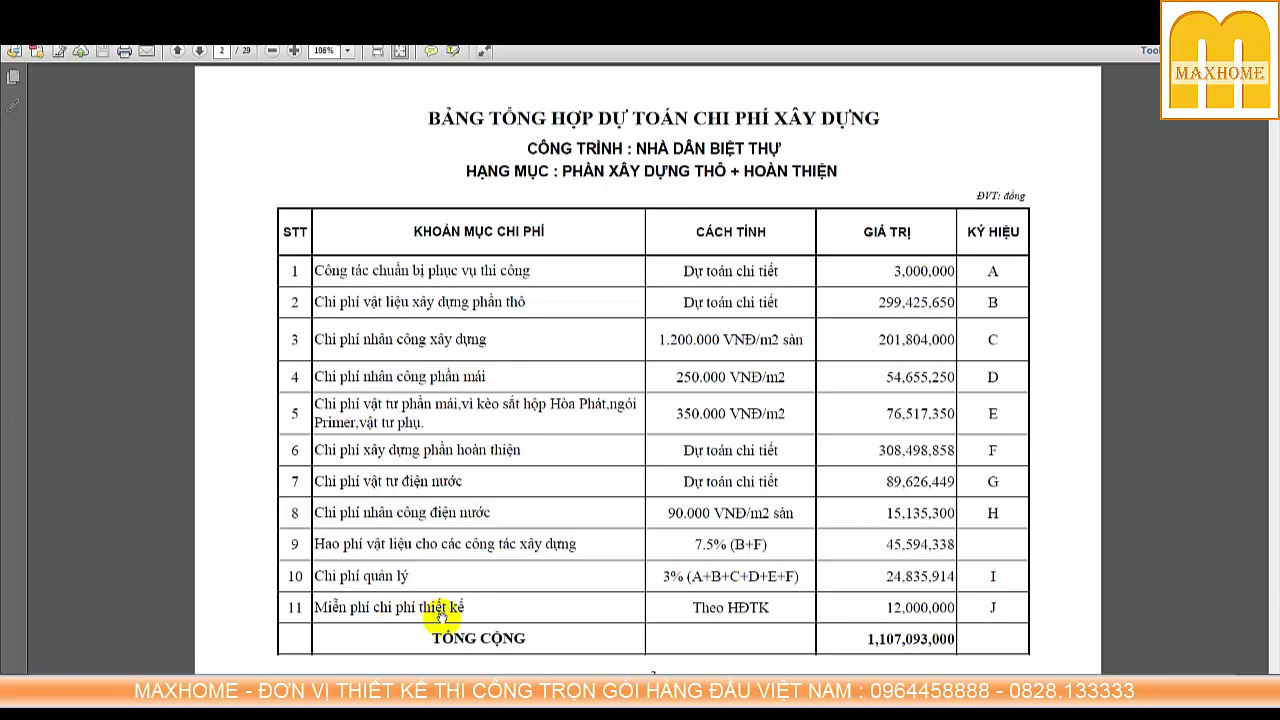 MAXHOME
2 / 29
106%
BẢNG TỔNG HỢP DỰ TOÁN CHI PHÍ XÂY DỰNG
CÔNG TRÌNH : NHÀ DÂN BIỆT THỰ
HẠNG MỤC : PHẦN XÂY DỰNG THÔ + HOÀN THIỆN
ĐVT: đồng
STT KHOẢN MỤC CHI PHÍ CÁCH TÍNH GIÁ TRỊ KÝ HIỆU
1 Công tác chuẩn bị phục vụ thi công Dự toán chi tiết 3,000,000 A
2 Chi phí vật liệu xây dựng phần thô Dự toán chi tiết 299,425,650 B
3 Chi phí nhân công xây dựng 1.200.000 VNĐ/m2 sàn 201,804,000 C
4 Chi phí nhân công phần mái 250.000 VNĐ/m2 54,655,250 D
5 Chi phí vật tư phần mái,vì kèo sắt hộp Hòa Phát,ngói Primer,vật tư phụ. 350.000 VNĐ/m2 76,517,350 E
6 Chi phí xây dựng phần hoàn thiện Dự toán chi tiết 308,498,858 F
7 Chi phí vật tư điện nước Dự toán chi tiết 89,626,449 G
8 Chi phí nhân công điện nước 90.000 VNĐ/m2 sàn 15,135,300 H
9 Hao phí vật liệu cho các công tác xây dựng 7.5% (B+F) 45,594,338
10 Chi phí quản lý 3% (A+B+C+D+E+F) 24,835,914 I
11 Miễn phí chi phí thiết kế Theo HĐTK 12,000,000 J
TỔNG CỘNG 1,107,093,000
MAXHOME - ĐƠN VỊ THIẾT KẾ THI CÔNG TRỌN GÓI HÀNG ĐẦU VIỆT NAM : 0964458888 - 0828.133333